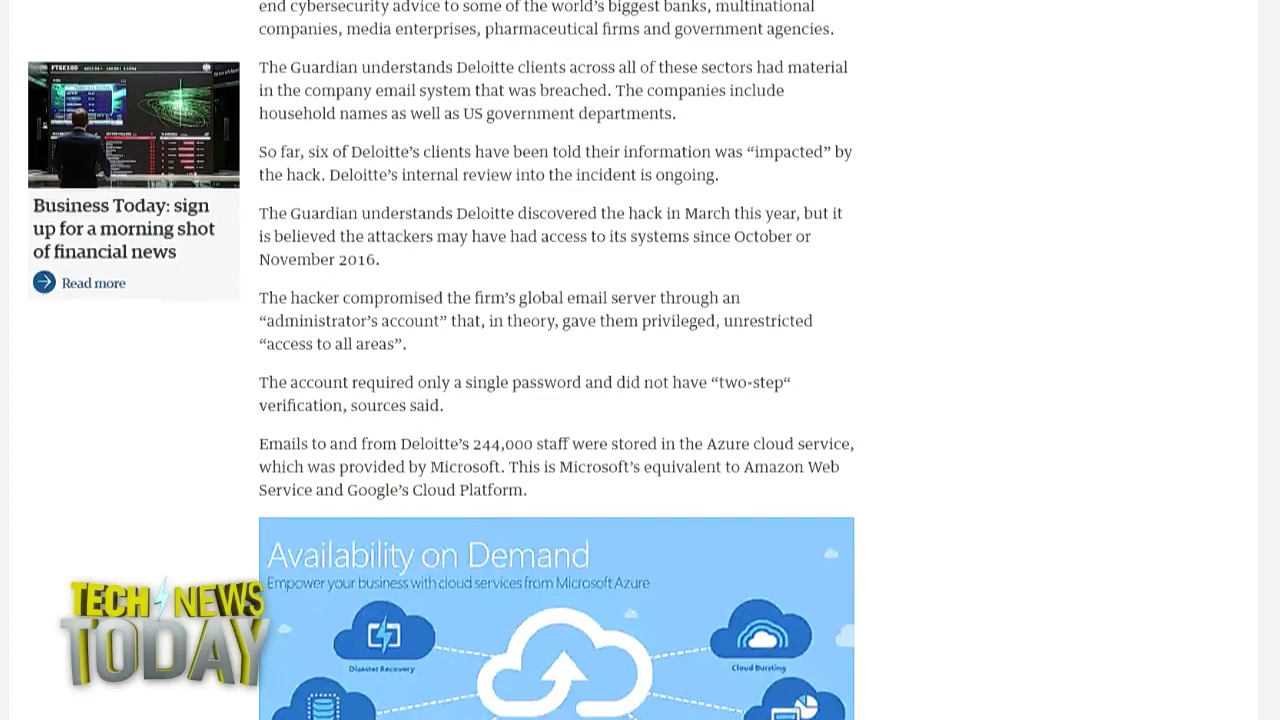 end cybersecurity advice to some of the world's biggest banks, multinational
companies, media enterprises, pharmaceutical firms and government agencies.
FTSE100
Business Today: sign
up for a morning shot
of financial news
Read more
The Guardian understands Deloitte clients across all of these sectors had material
in the company email system that was breached. The companies include
household names as well as US government departments.
So far, six of Deloitte's clients have been told their information was “impacted” by
the hack. Deloitte's internal review into the incident is ongoing.
The Guardian understands Deloitte discovered the hack in March this year, but it
is believed the attackers may have had access to its systems since October or
November 2016.
The hacker compromised the firm's global email server through an
“administrator's account” that, in theory, gave them privileged, unrestricted
“access to all areas”.
The account required only a single password and did not have “two-step“
verification, sources said.
Emails to and from Deloitte's 244,000 staff were stored in the Azure cloud service,
which was provided by Microsoft. This is Microsoft's equivalent to Amazon Web
Service and Google's Cloud Platform.
Availability on Demand
Empower your business with cloud services from Microsoft Azure
Disaster Recovery
Cloud Bursting
TECH NEWS
TODAY